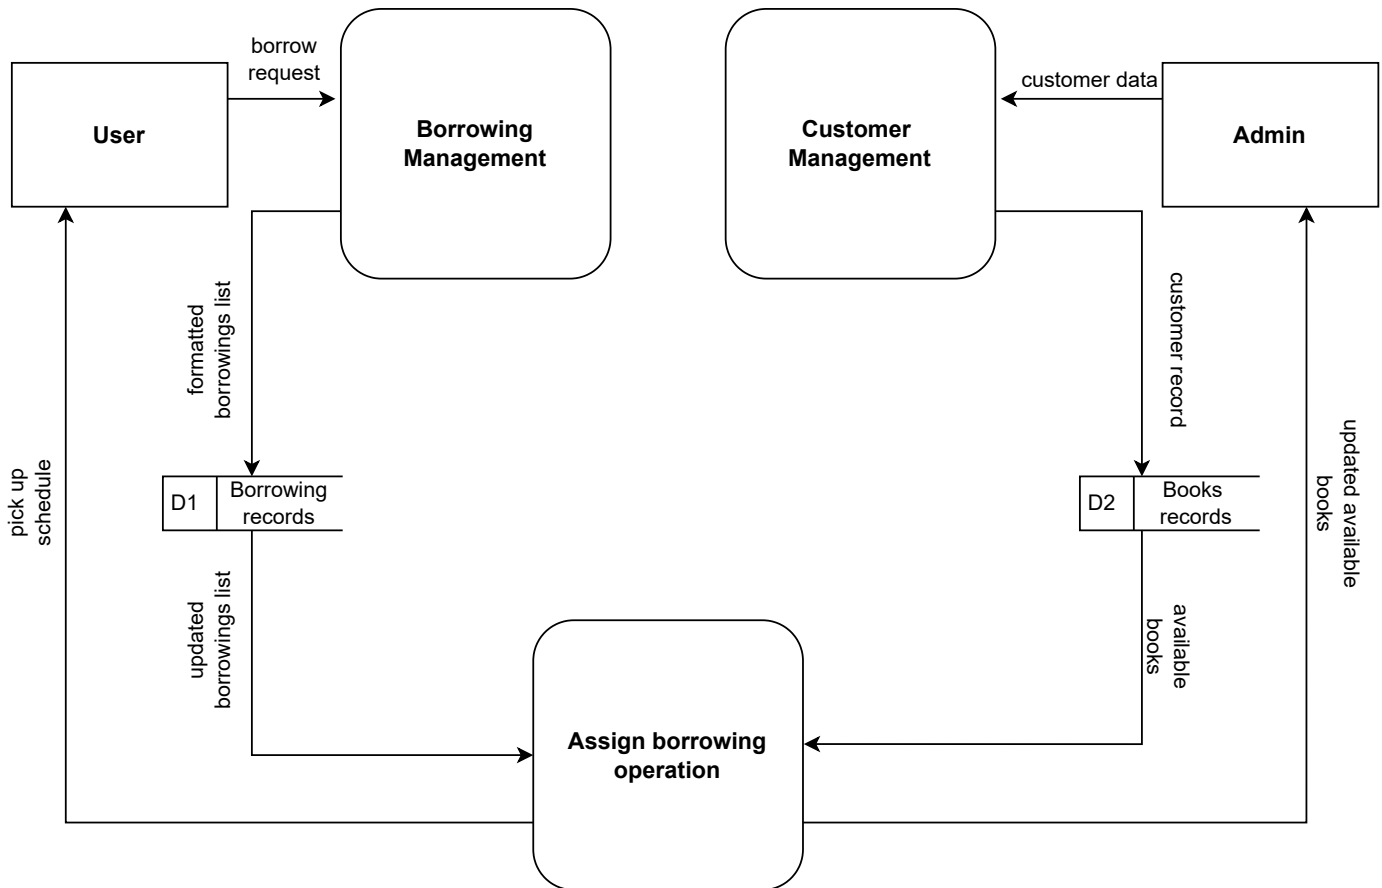 borrow
request
User
Borrowing
Management
Customer
Management
customer data
Admin
formatted
borrowings list
customer record
pick up
schedule
D1
Borrowing
records
D2
Books
records
updated available
books
updated
borrowings list
available
books
Assign borrowing
operation